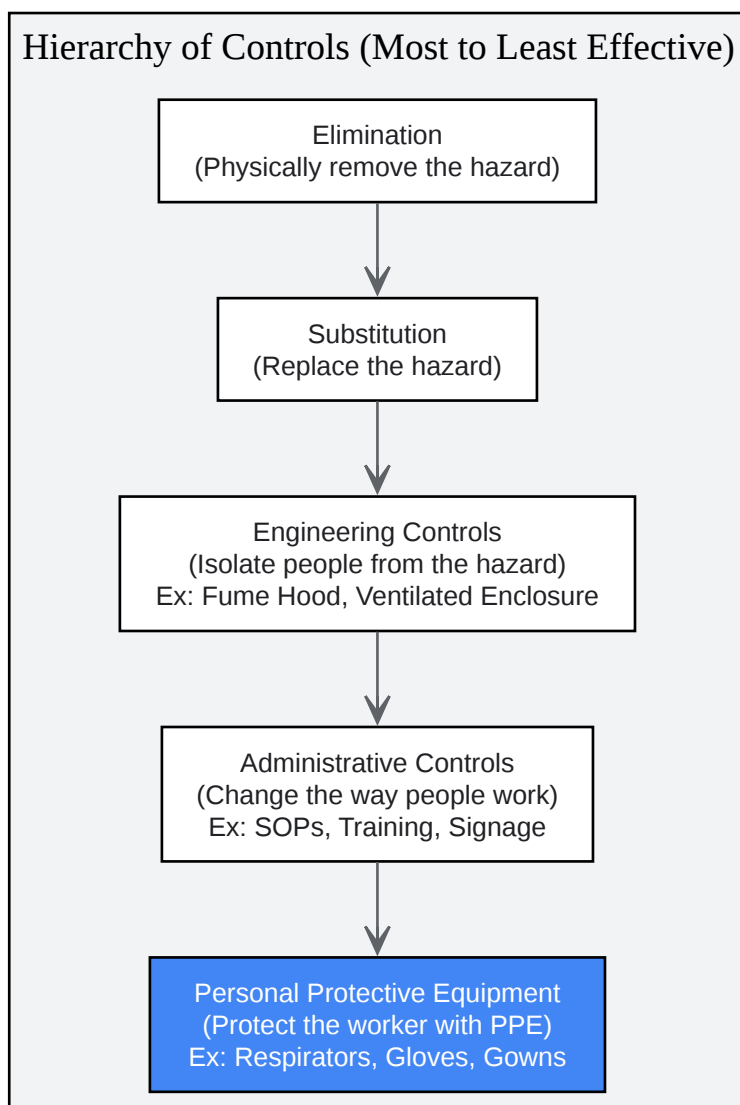 Hierarchy of Controls (Most to Least Effective)
Elimination
(Physically remove the hazard)
Substitution
(Replace the hazard)
Engineering Controls
(Isolate people from the hazard)
Ex: Fume Hood, Ventilated Enclosure
Administrative Controls
(Change the way people work)
Ex: SOPs, Training, Signage
Personal Protective Equipment
(Protect the worker with PPE)
Ex: Respirators, Gloves, Gowns